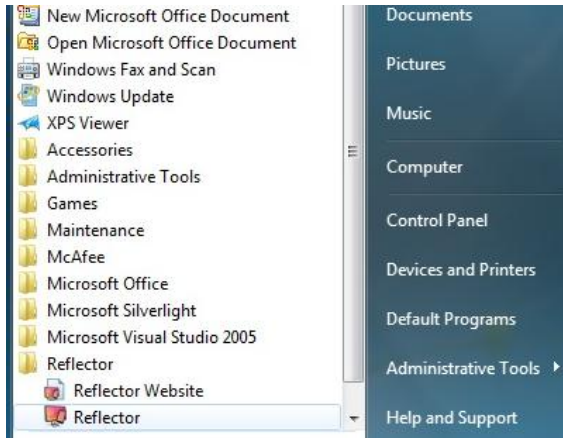 New Microsoft Office Document
Open Microsoft Office Document
Windows Fax and Scan
Windows Update
XPS Viewer
Accessories
Administrative Tools
Games
Maintenance
McAfee
Microsoft Office
Microsoft Silverlight
Microsoft Visual Studio 2005
Reflector
Reflector Website
Reflector
Documents
Pictures
Music
Computer
Control Panel
Devices and Printers
Default Programs
Administrative Tools
Help and Support